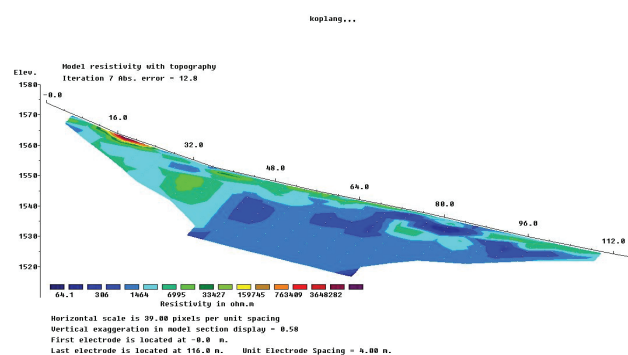 koplang...
Model resistivity with topography
Iteration 7 Abs. error = 12.8
Elev.
1580
-0.0
1570
16.0
1560
32.0
1550
48.0
64.0
1540
80.0
96.0
1530
112.0
1520
64.1 306 1464 6995 33427 159745 763409 3648282
Resistivity in ohm.m
Horizontal scale is 39.00 pixels per unit spacing
Vertical exaggeration in model section display = 0.58
First electrode is located at -0.0 m.
Last electrode is located at 116.0 m. Unit Electrode Spacing = 4.00 m.